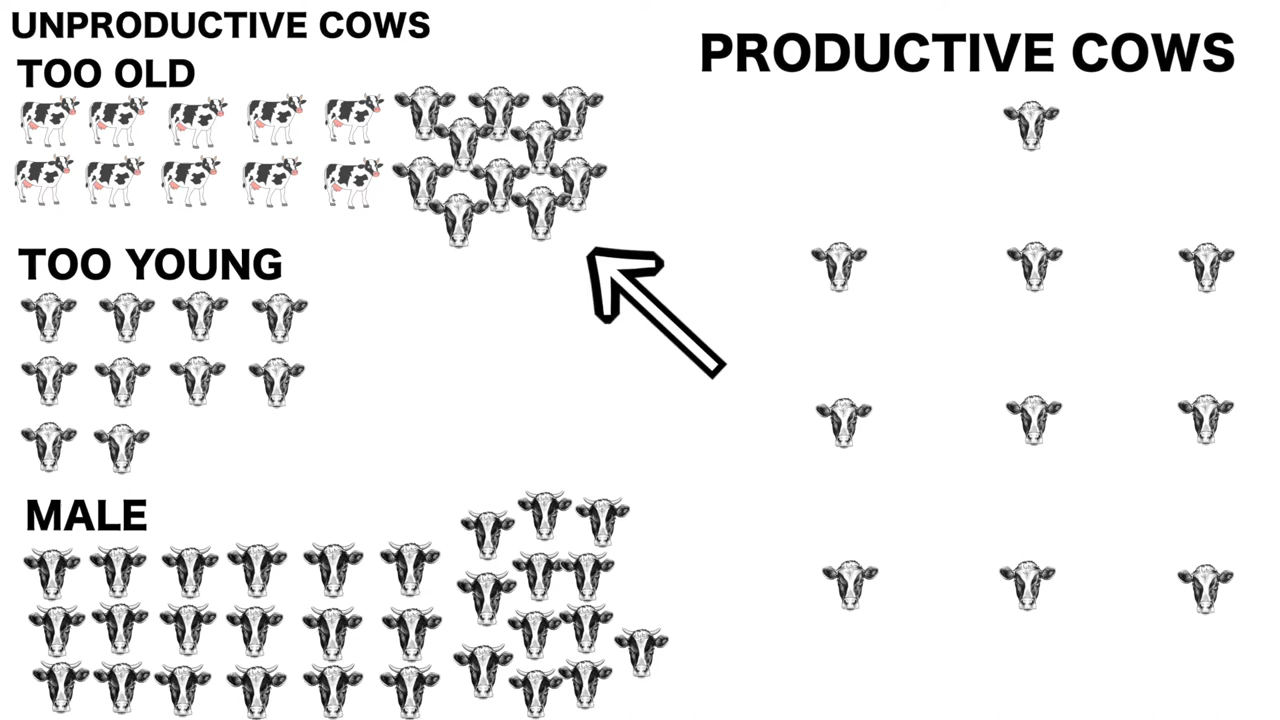 UNPRODUCTIVE COWS
TOO OLD
TOO YOUNG
MALE
PRODUCTIVE COWS